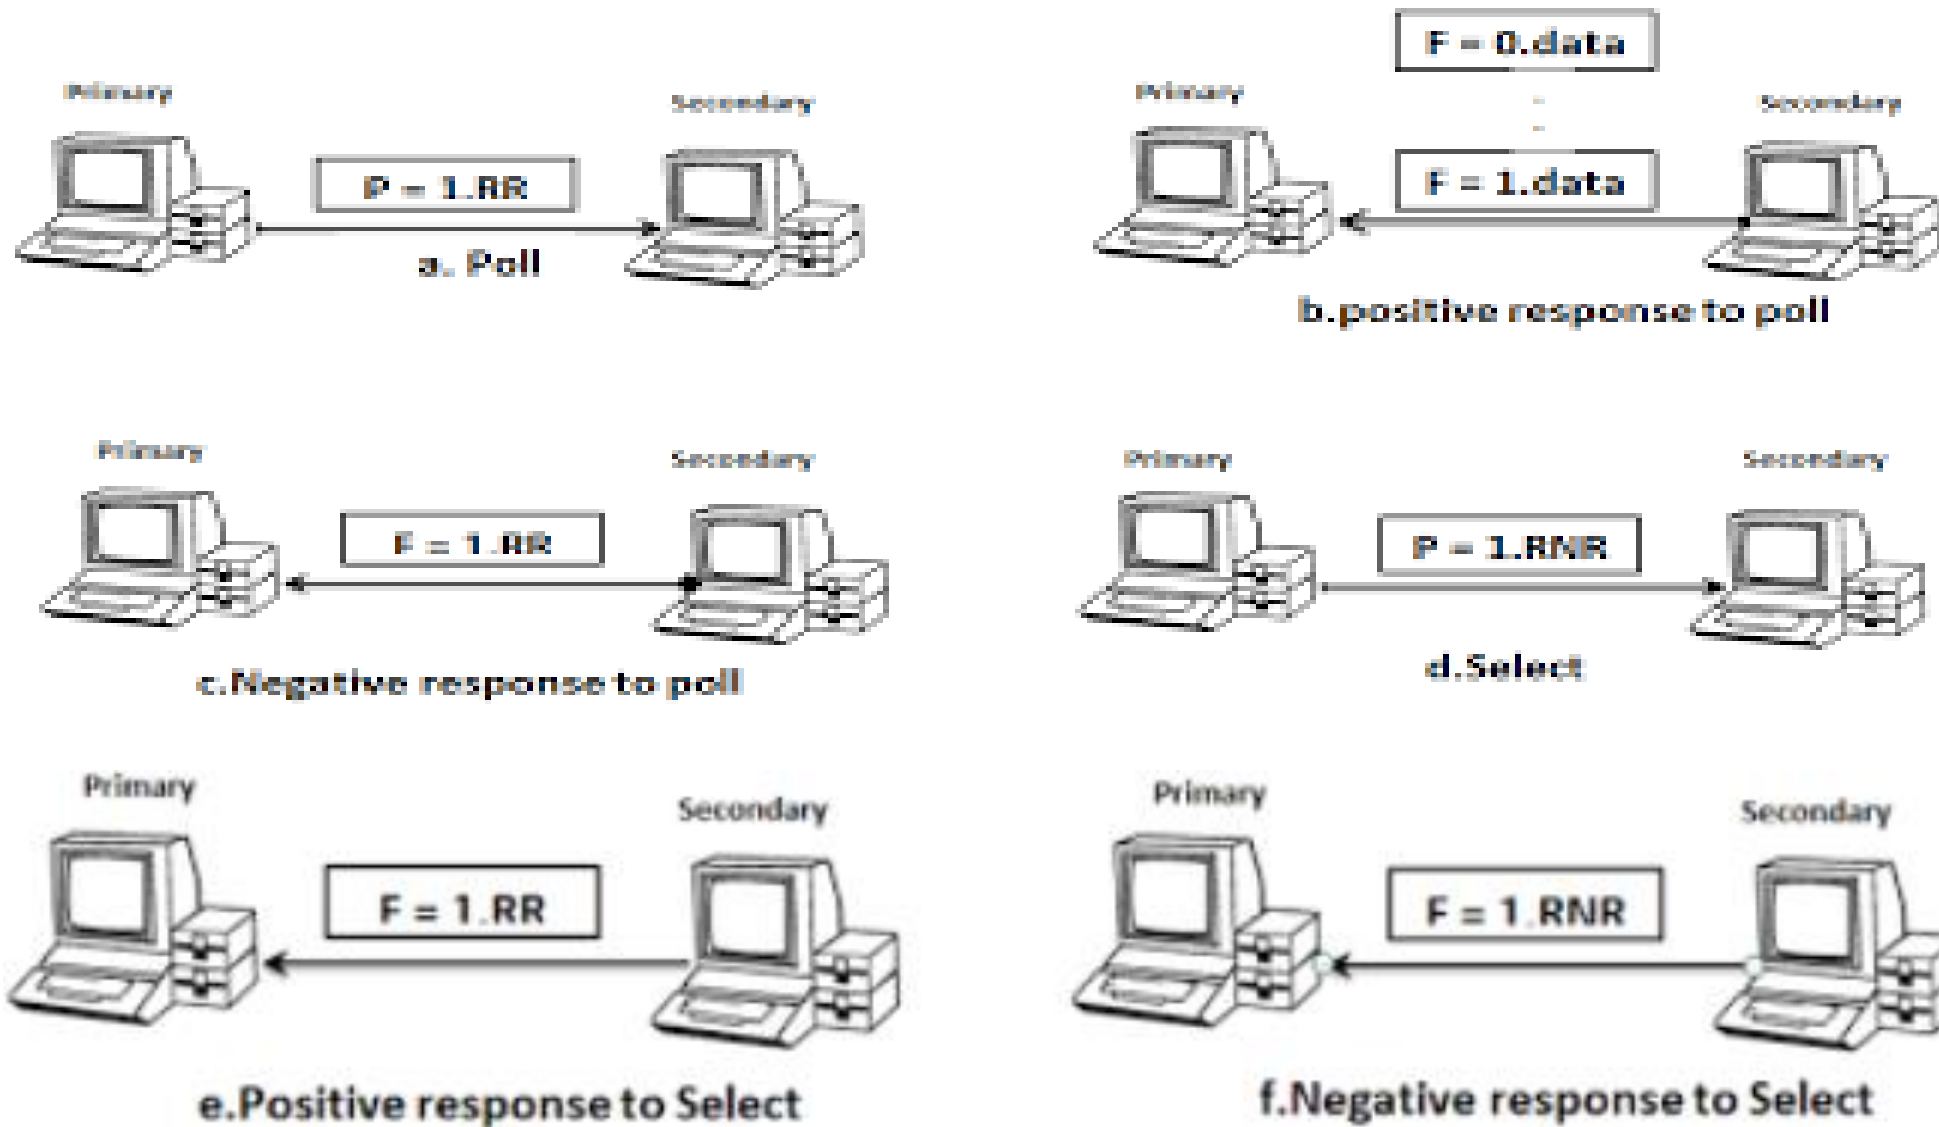 Primary
Secondary
P = 1.RR
a. Poll
F = 0.data
.
.
Primary
Secondary
F = 1.data
b.positive response to poll
Primary
Secondary
F = 1.RR
c.Negative response to poll
Primary
Secondary
P = 1.RNR
d.Select
Primary
Secondary
F = 1.RR
e.Positive response to Select
Primary
Secondary
F = 1.RNR
f.Negative response to Select